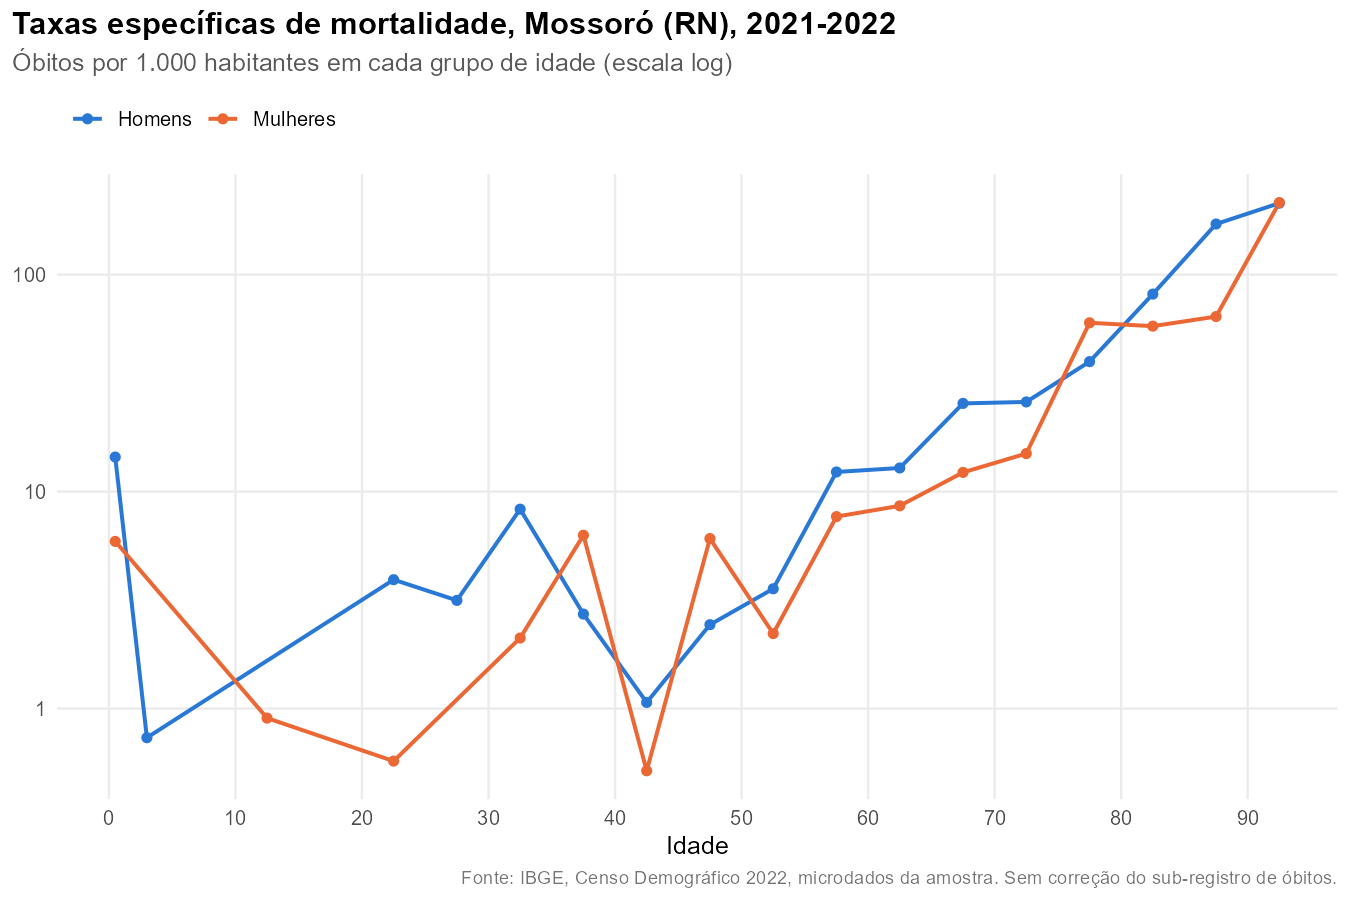 Taxas específicas de mortalidade, Mossoró (RN), 2021-2022
Óbitos por 1.000 habitantes em cada grupo de idade (escala log)
Homens Mulheres
100
10
1
0 10 20 30 40 50 60 70 80 90
Idade
Fonte: IBGE, Censo Demográfico 2022, microdados da amostra. Sem correção do sub-registro de óbitos.